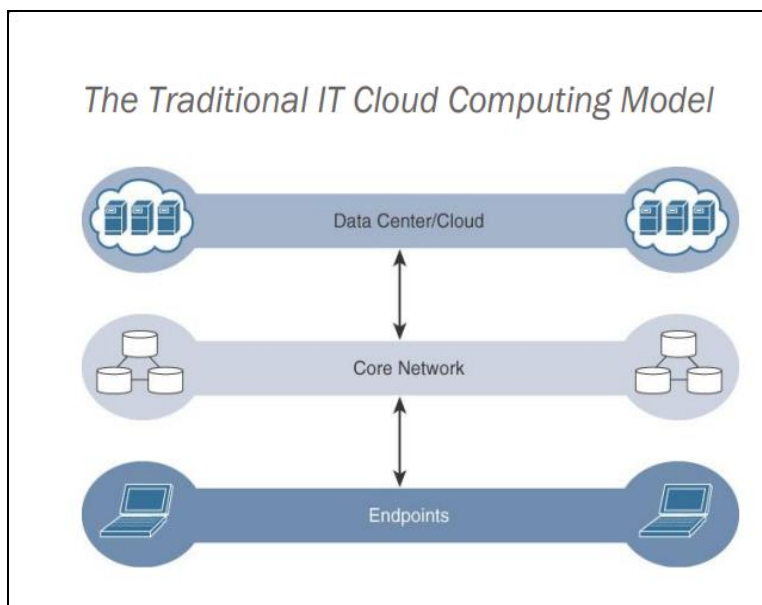 The Traditional IT Cloud Computing Model
Data Center/Cloud
Core Network
Endpoints